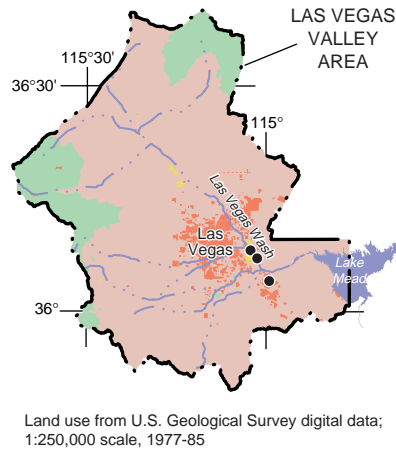 LAS VEGAS
VALLEY
AREA
115°30'
36°30'
115°
Las Vegas Wash
Las
Vegas
Lake
Mead
36°
Land use from U.S. Geological Survey digital data;
1:250,000 scale, 1977-85